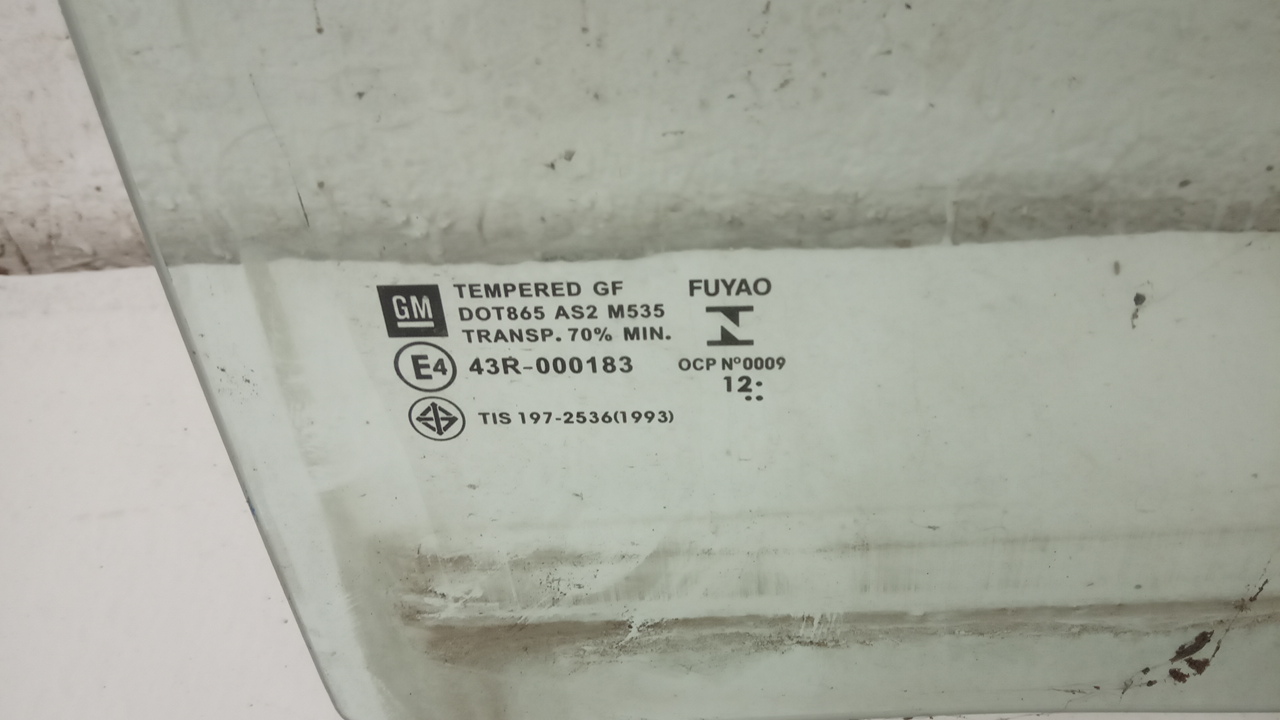 GM
TEMPERED GF
DOT865 AS2 M535
TRANSP. 70% MIN.
E4 43R-000183
TIS 197-2536(1993)
FUYAO
OCP Nº0009
12: